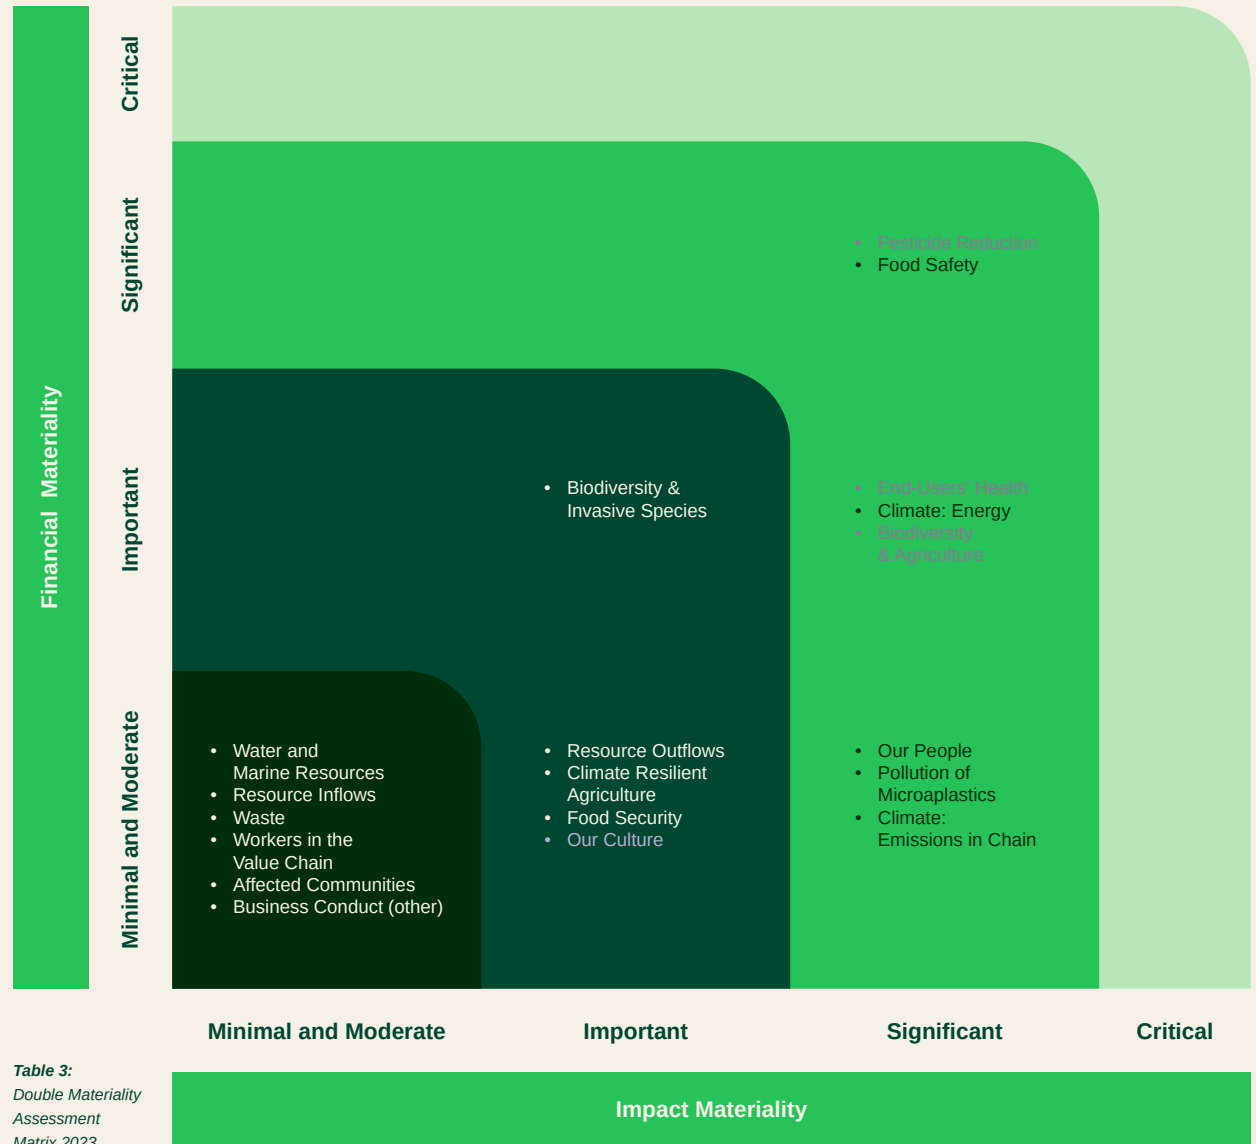 Critical
Significant
Important
Minimal and Moderate
Financial Materiality
• Pesticide Reduction
• Food Safety
• Biodiversity &
Invasive Species
• End-Users' Health
• Climate: Energy
• Biodiversity
& Agriculture
• Water and
Marine Resources
• Resource Inflows
• Waste
• Workers in the
Value Chain
• Affected Communities
• Business Conduct (other)
• Resource Outflows
• Climate Resilient
Agriculture
• Food Security
• Our Culture
• Our People
• Pollution of
Microaplastics
• Climate:
Emissions in Chain
Minimal and Moderate
Important
Significant
Critical
Impact Materiality
Table 3:
Double Materiality
Assessment
Matrix 2023